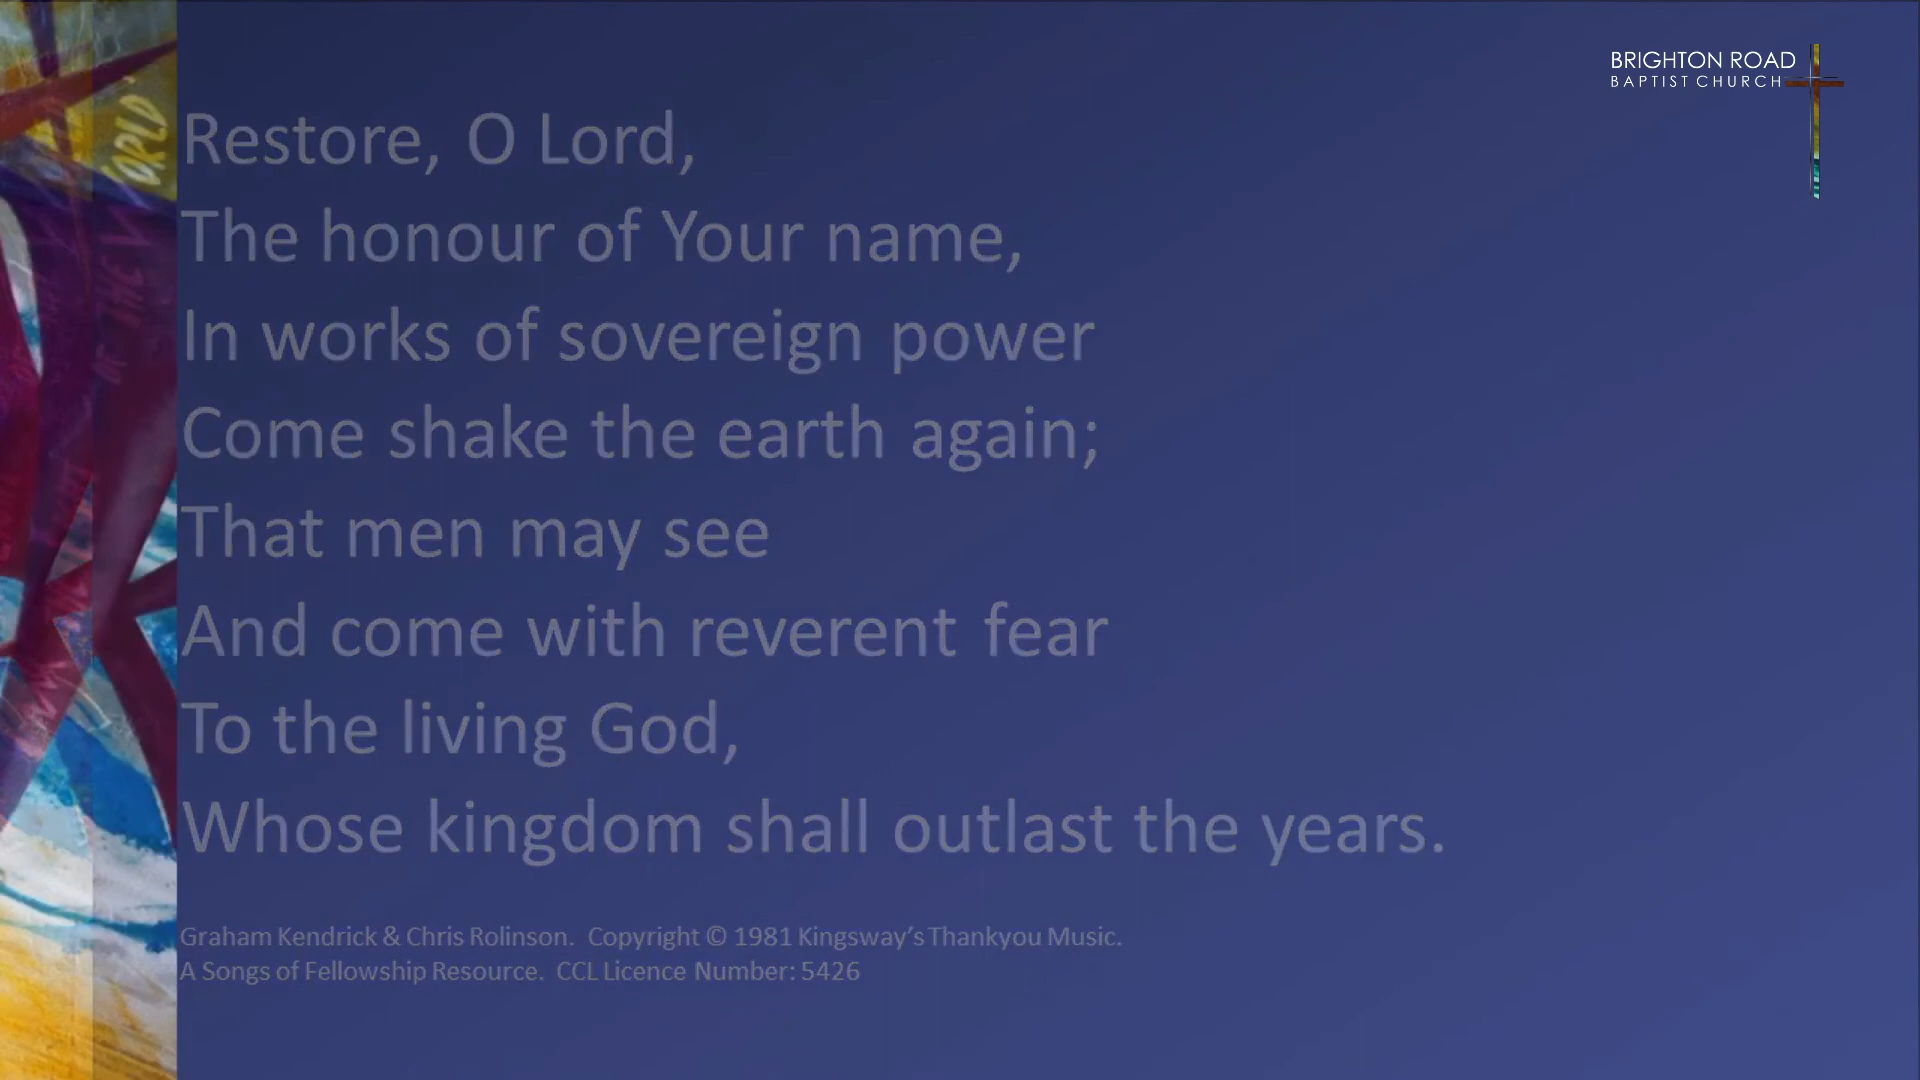 BRIGHTON ROAD
BAPTIST CHURCH
WORLD
Restore, O Lord,
The honour of Your name,
In works of sovereign power
Come shake the earth again;
That men may see
And come with reverent fear
To the living God,
Whose kingdom shall outlast the years.
Graham Kendrick & Chris Rolinson. Copyright © 1981 Kingsway's Thankyou Music.
A Songs of Fellowship Resource. CCL Licence Number: 5426